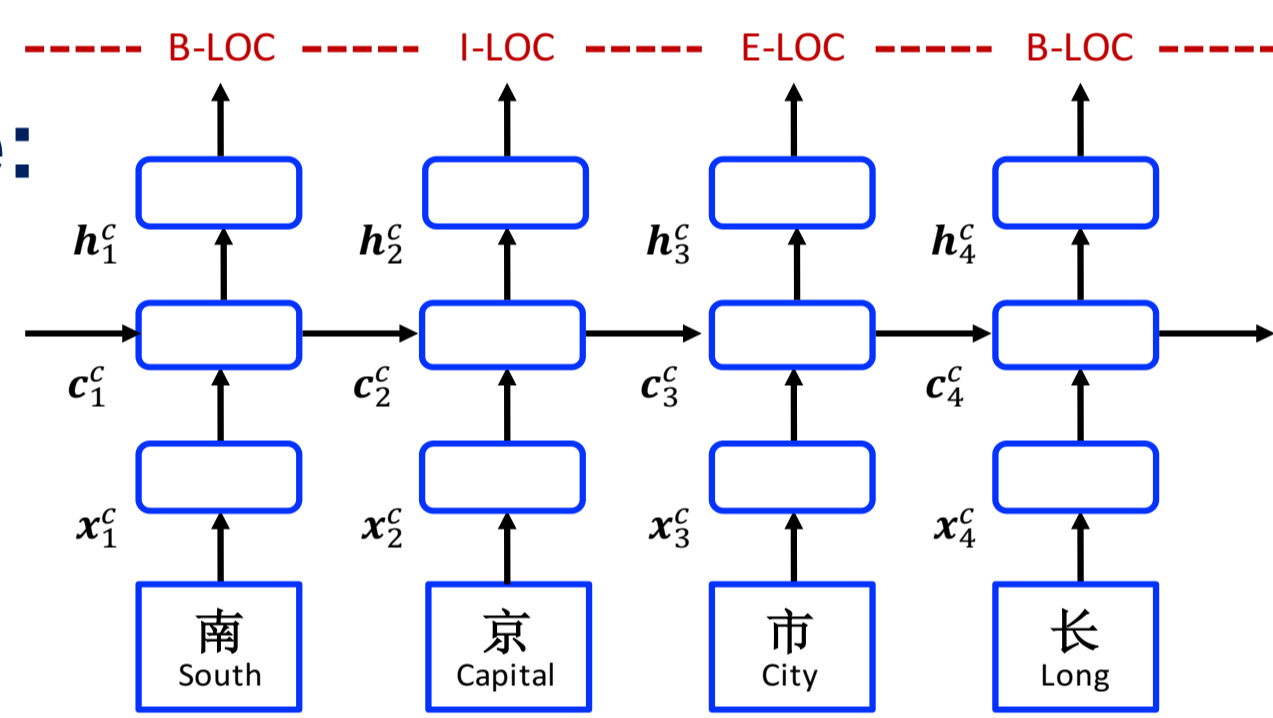 B-LOC I-LOC E-LOC B-LOC
:
h₁ᶜ h₂ᶜ h₃ᶜ h₄ᶜ
c₁ᶜ c₂ᶜ c₃ᶜ c₄ᶜ
x₁ᶜ x₂ᶜ x₃ᶜ x₄ᶜ
南 京 市 长
South Capital City Long